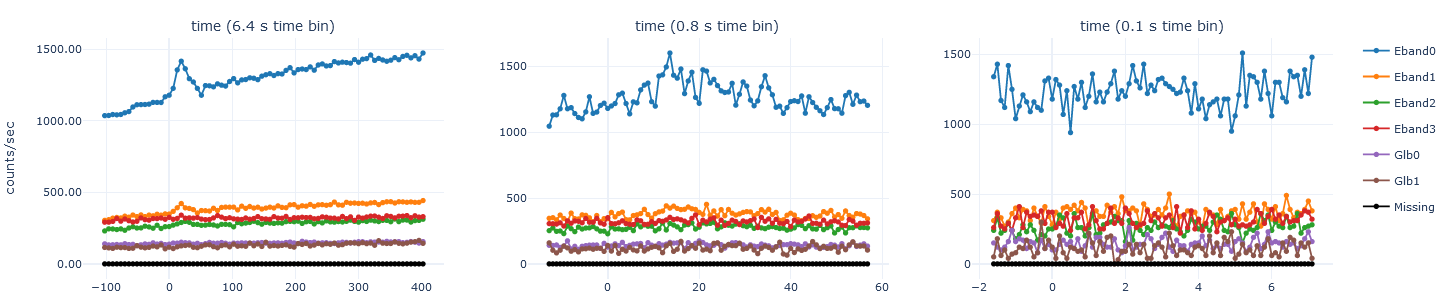 time (6.4 s time bin)
time (0.8 s time bin)
time (0.1 s time bin)
counts/sec
1500.00
1000.00
500.00
0.00
−100
0
100
200
300
400
1500
1000
500
0
0
20
40
60
1500
1000
500
0
−2
0
2
4
6
Eband0
Eband1
Eband2
Eband3
Glb0
Glb1
Missing